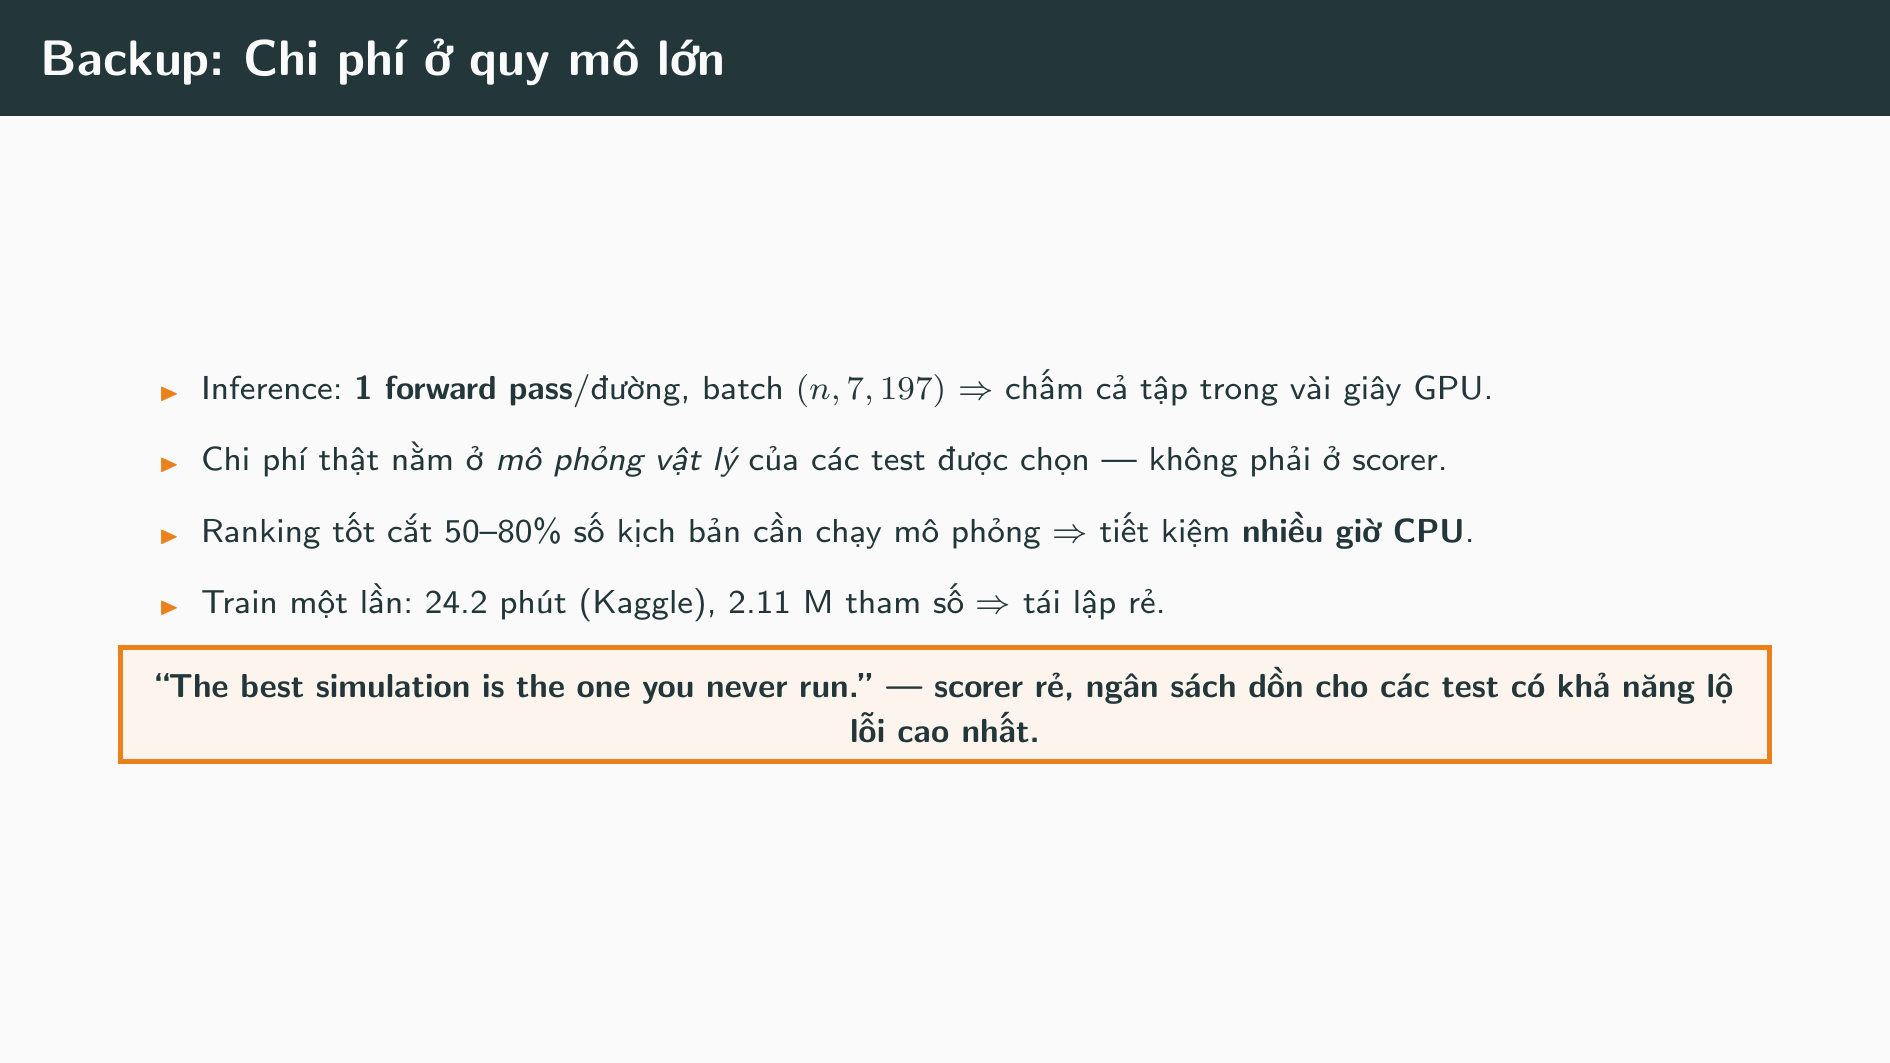 Backup: Chi phí ở quy mô lớn
▶ Inference: 1 forward pass/đường, batch (n, 7, 197) ⇒ chấm cả tập trong vài giây GPU.
▶ Chi phí thật nằm ở mô phỏng vật lý của các test được chọn — không phải ở scorer.
▶ Ranking tốt cắt 50–80% số kịch bản cần chạy mô phỏng ⇒ tiết kiệm nhiều giờ CPU.
▶ Train một lần: 24.2 phút (Kaggle), 2.11 M tham số ⇒ tái lập rẻ.
“The best simulation is the one you never run.” — scorer rẻ, ngân sách dồn cho các test có khả năng lộ
lỗi cao nhất.